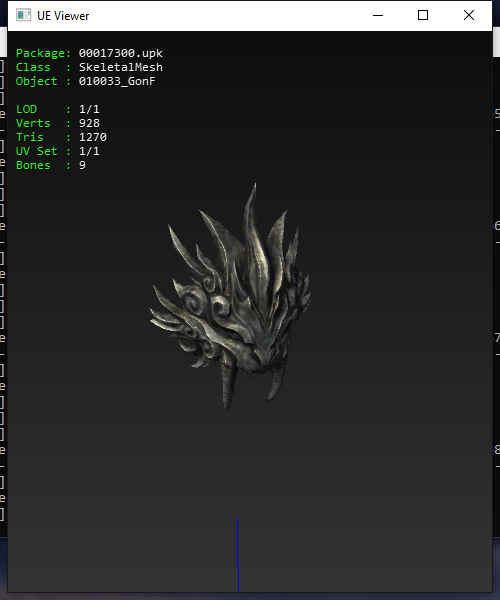 UE Viewer
Package: 00017300.upk
Class : SkeletalMesh
Object : 010033_GonF
LOD : 1/1
Verts : 928
Tris : 1270
UV Set : 1/1
Bones : 9